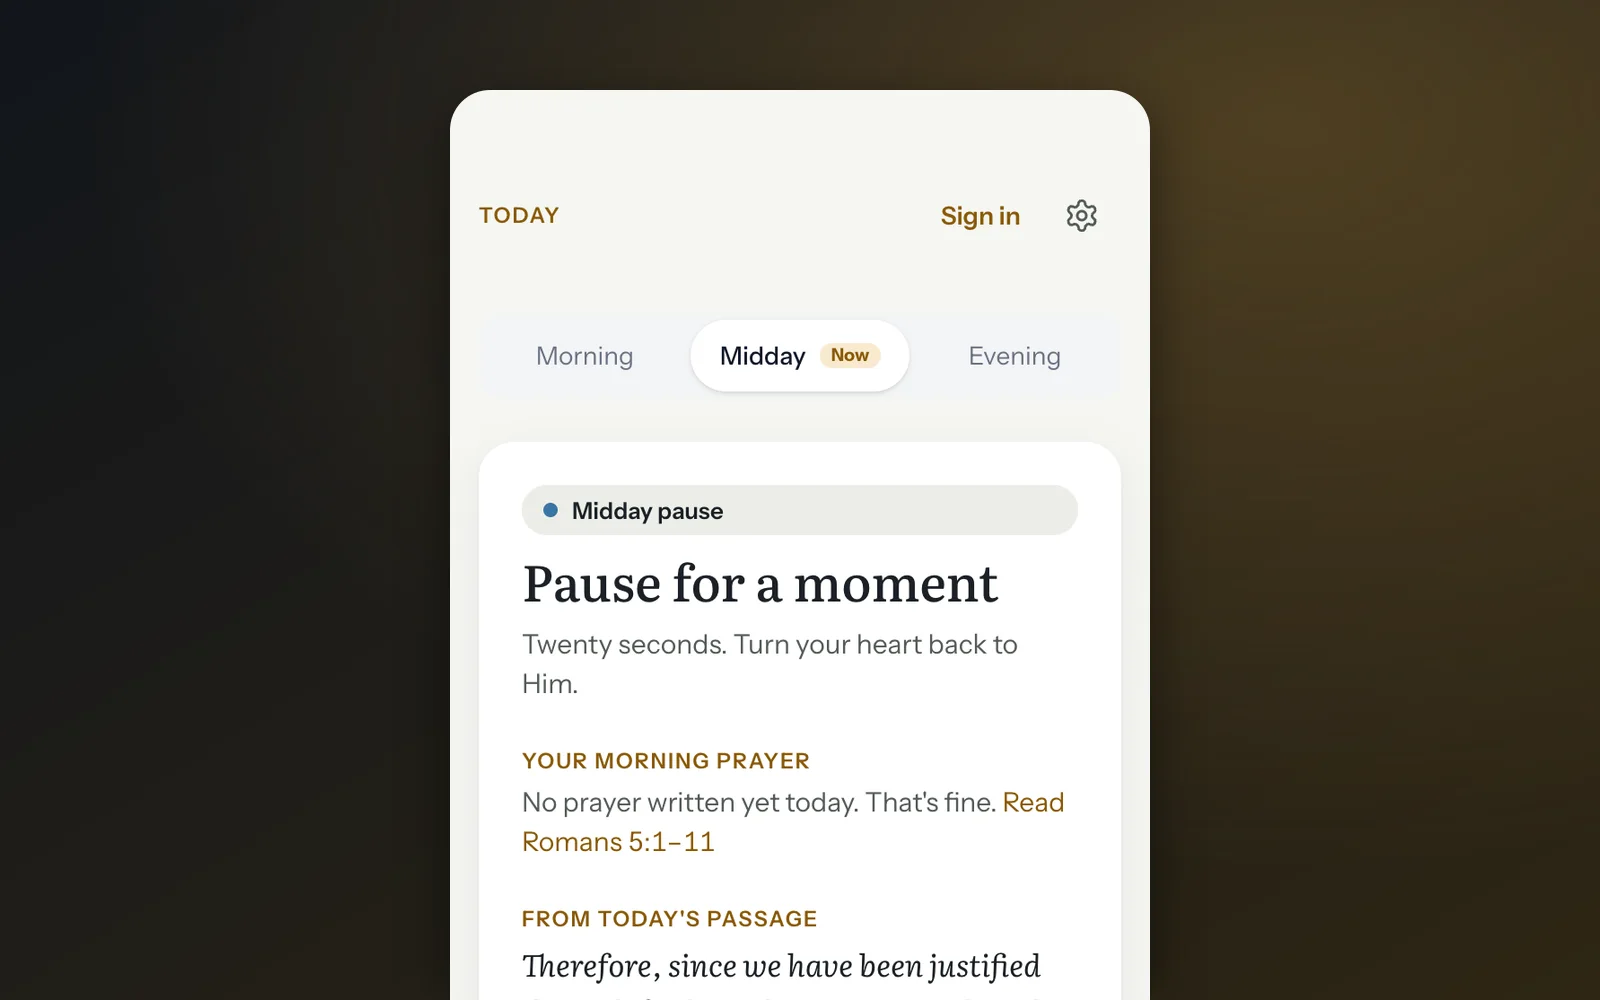 TODAY
Sign in
Morning
Midday Now
Evening
Midday pause
Pause for a moment
Twenty seconds. Turn your heart back to
Him.
YOUR MORNING PRAYER
No prayer written yet today. That's fine. Read
Romans 5:1–11
FROM TODAY'S PASSAGE
Therefore, since we have been justified